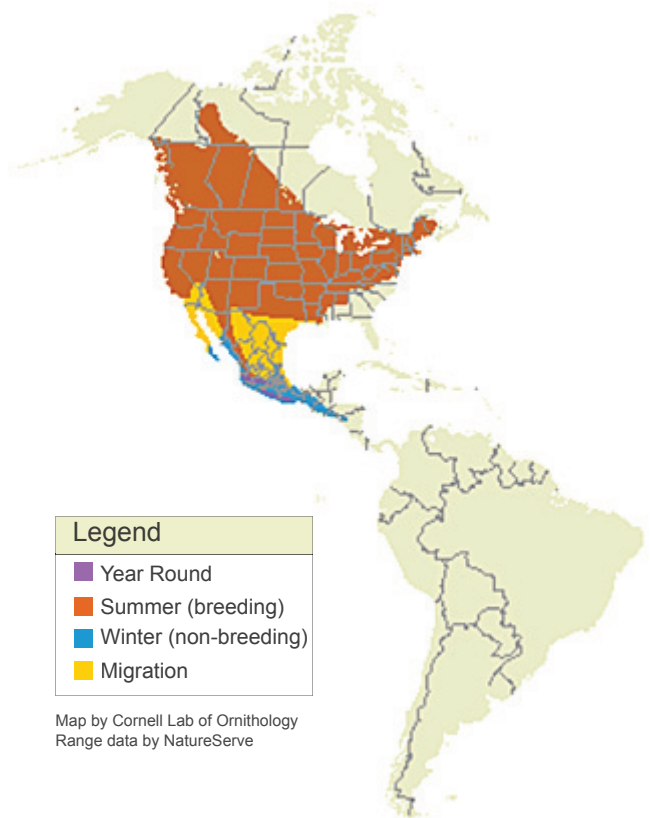 Legend
Year Round
Summer (breeding)
Winter (non-breeding)
Migration
Map by Cornell Lab of Ornithology
Range data by NatureServe